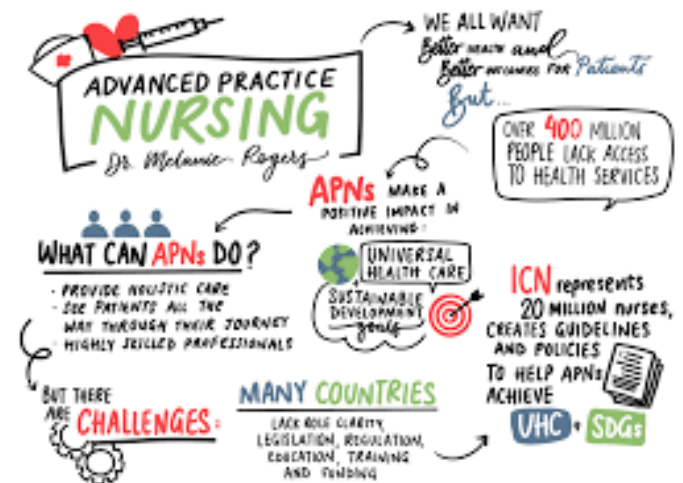 ADVANCED PRACTICE
NURSING
Dr. Melanie Rogers
WE ALL WANT
Better HEALTH and
Better OUTCOMES FOR Patients
But...
OVER 400 MILLION
PEOPLE LACK ACCESS
TO HEALTH SERVICES
APNs MAKE A
POSITIVE IMPACT IN
ACHIEVING:
UNIVERSAL
HEALTH CARE
SUSTAINABLE
DEVELOPMENT
goals
WHAT CAN APNs DO?
- PROVIDE HOLISTIC CARE
- SEE PATIENTS ALL THE
WAY THROUGH THEIR JOURNEY
- HIGHLY SKILLED PROFESSIONALS
BUT THERE
ARE CHALLENGES:
MANY COUNTRIES
LACK ROLE CLARITY,
LEGISLATION, REGULATION,
EDUCATION, TRAINING
AND FUNDING
ICN represents
20 MILLION nurses,
CREATES GUIDELINES
AND POLICIES
TO HELP APNs
ACHIEVE
UHC + SDGs